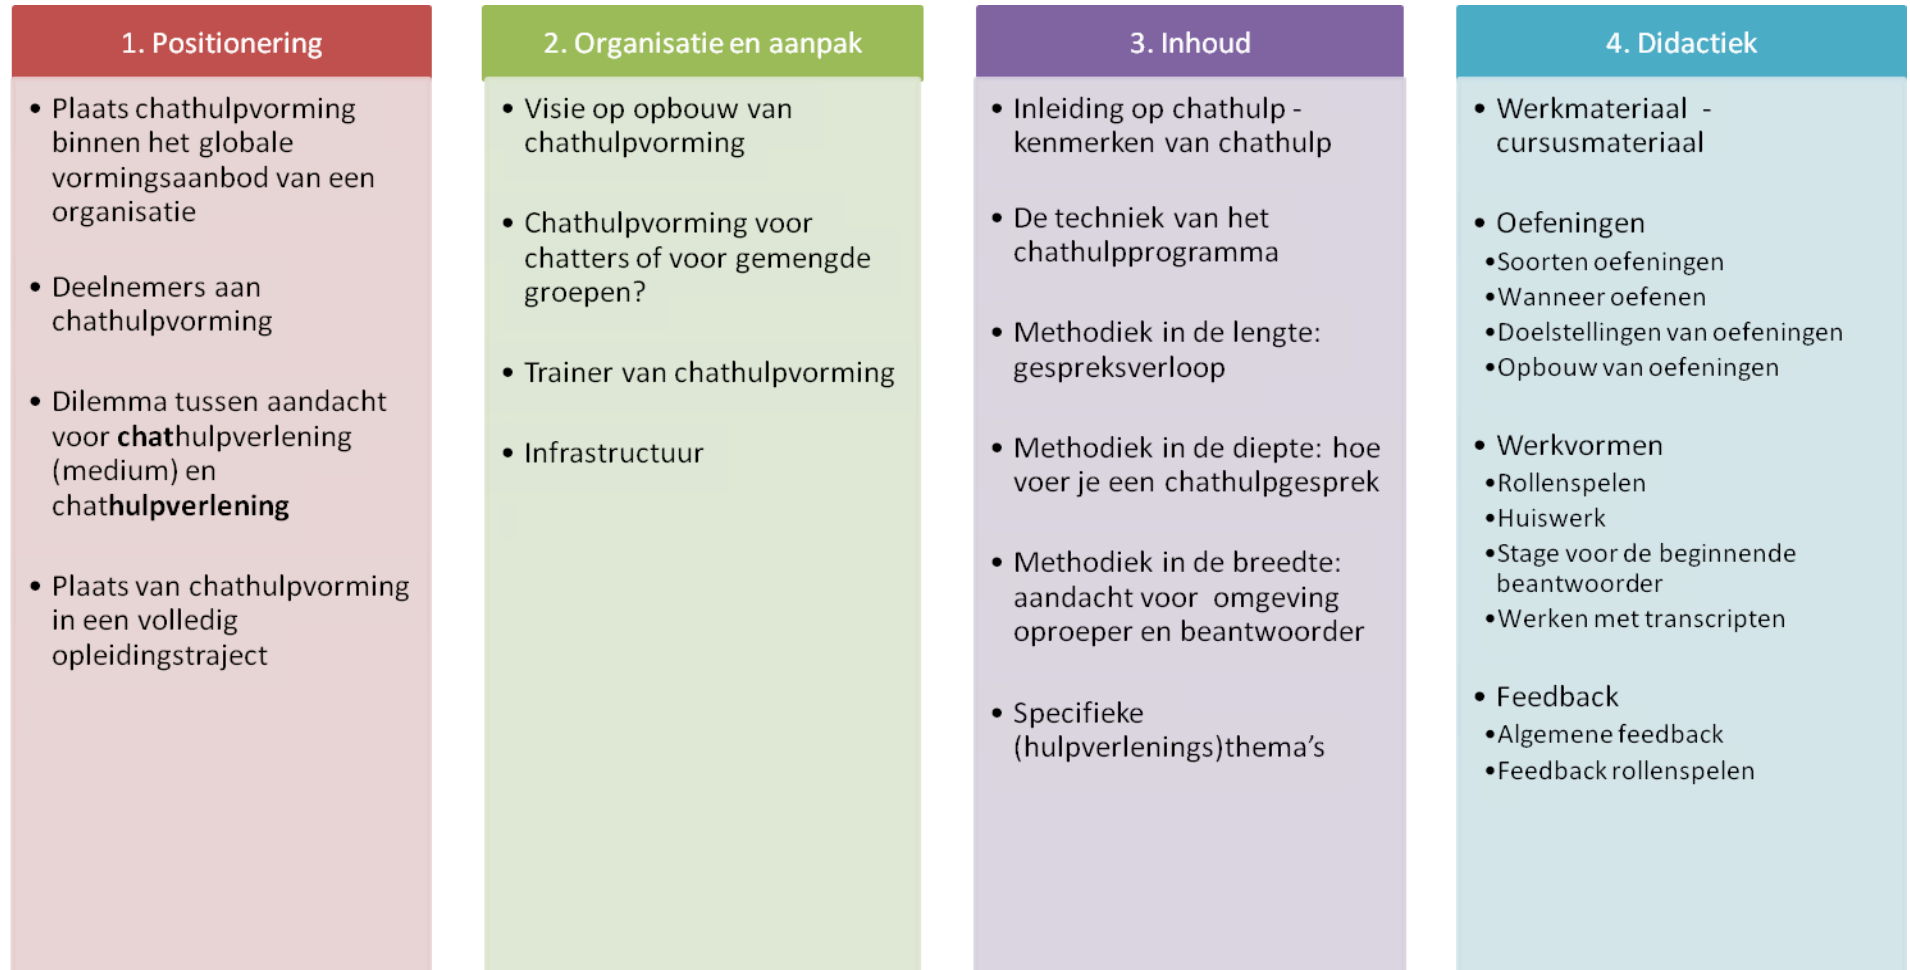 1. Positionering
• Plaats chathulpvorming
binnen het globale
vormingsaanbod van een
organisatie
• Deelnemers aan
chathulpvorming
• Dilemma tussen aandacht
voor chathulpverlening
(medium) en
chathulpverlening
• Plaats van chathulpvorming
in een volledig
opleidingstraject
2. Organisatie en aanpak
• Visie op opbouw van
chathulpvorming
• Chathulpvorming voor
chatters of voor gemengde
groepen?
• Trainer van chathulpvorming
• Infrastructuur
3. Inhoud
• Inleiding op chathulp -
kenmerken van chathulp
• De techniek van het
chathulpprogramma
• Methodiek in de lengte:
gespreksverloop
• Methodiek in de diepte: hoe
voer je een chathulpgesprek
• Methodiek in de breedte:
aandacht voor omgeving
oproeper en beantwoorder
• Specifieke
(hulpverlenings)thema’s
4. Didactiek
• Werkmateriaal -
cursusmateriaal
• Oefeningen
•Soorten oefeningen
•Wanneer oefenen
•Doelstellingen van oefeningen
•Opbouw van oefeningen
• Werkvormen
•Rollenspelen
•Huiswerk
•Stage voor de beginnende
beantwoorder
•Werken met transcripten
• Feedback
•Algemene feedback
•Feedback rollenspelen